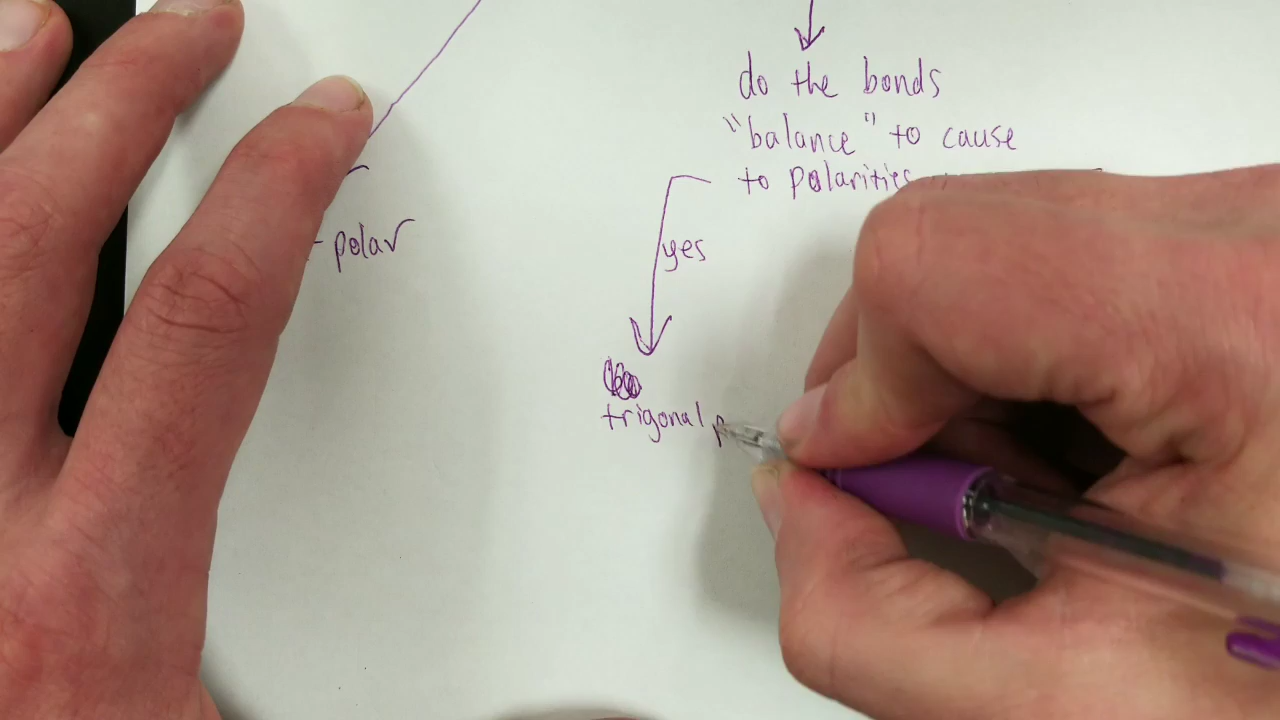 do the bonds
"balance" to cause
to polarities
yes
- polar
trigonal p